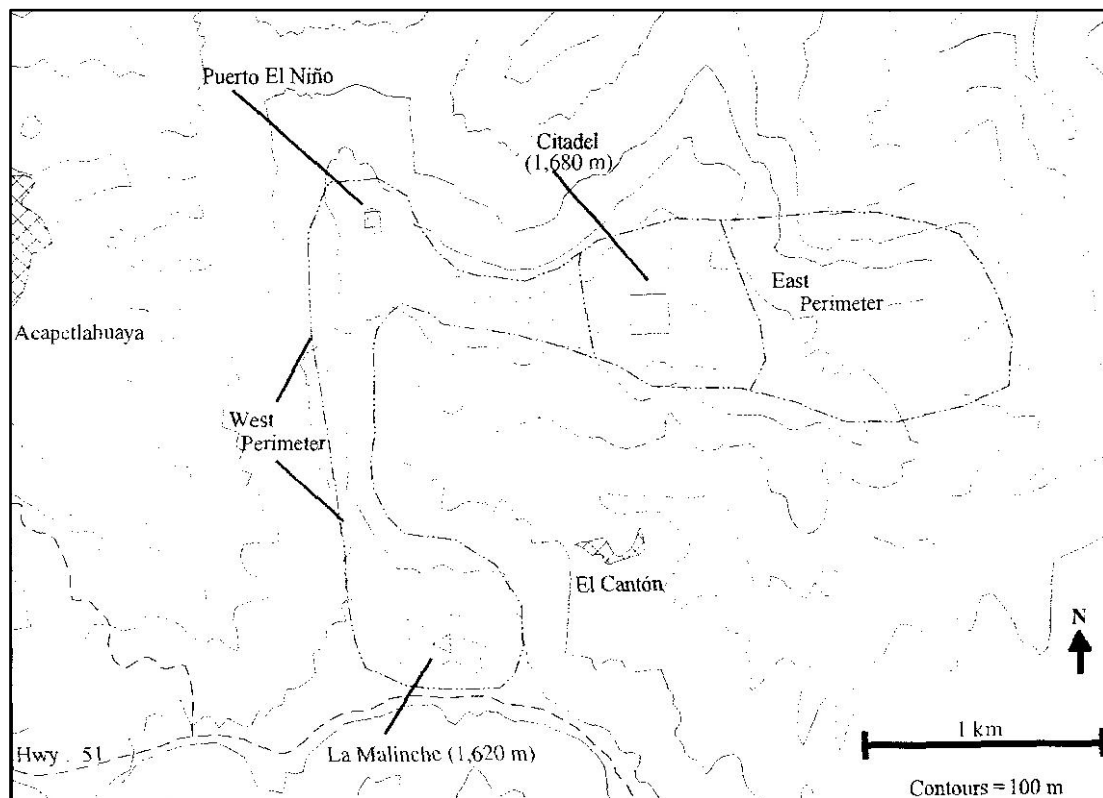 Puerto El Niño
Citadel
(1,680 m)
East
Perimeter
Acapetlahuaya
West
Perimeter
El Cantón
N
1 km
Hwy. 51
La Malinche (1,620 m)
Contours = 100 m